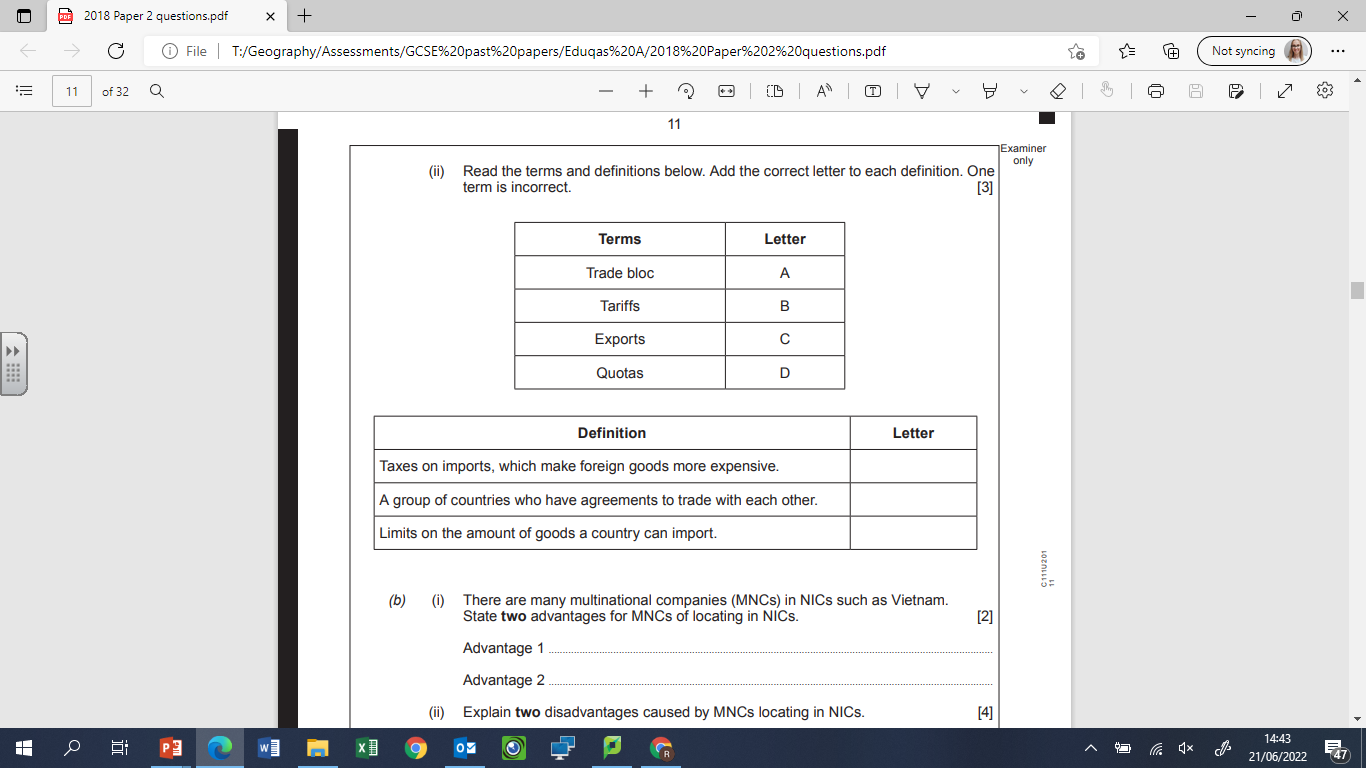 2018 Paper 2 questions.pdf
File T:/Geography/Assessments/GCSE%20past%20papers/Eduqas%20A/2018%20Paper%202%20questions.pdf
Not syncing
11 of 32
11
Examiner
only
(ii) Read the terms and definitions below. Add the correct letter to each definition. One
term is incorrect. [3]
Terms Letter
Trade bloc A
Tariffs B
Exports C
Quotas D
Definition Letter
Taxes on imports, which make foreign goods more expensive.
A group of countries who have agreements to trade with each other.
Limits on the amount of goods a country can import.
C111U201
11
(b) (i) There are many multinational companies (MNCs) in NICs such as Vietnam.
State two advantages for MNCs of locating in NICs. [2]
Advantage 1
Advantage 2
(ii) Explain two disadvantages caused by MNCs locating in NICs. [4]
14:43
21/06/2022
47